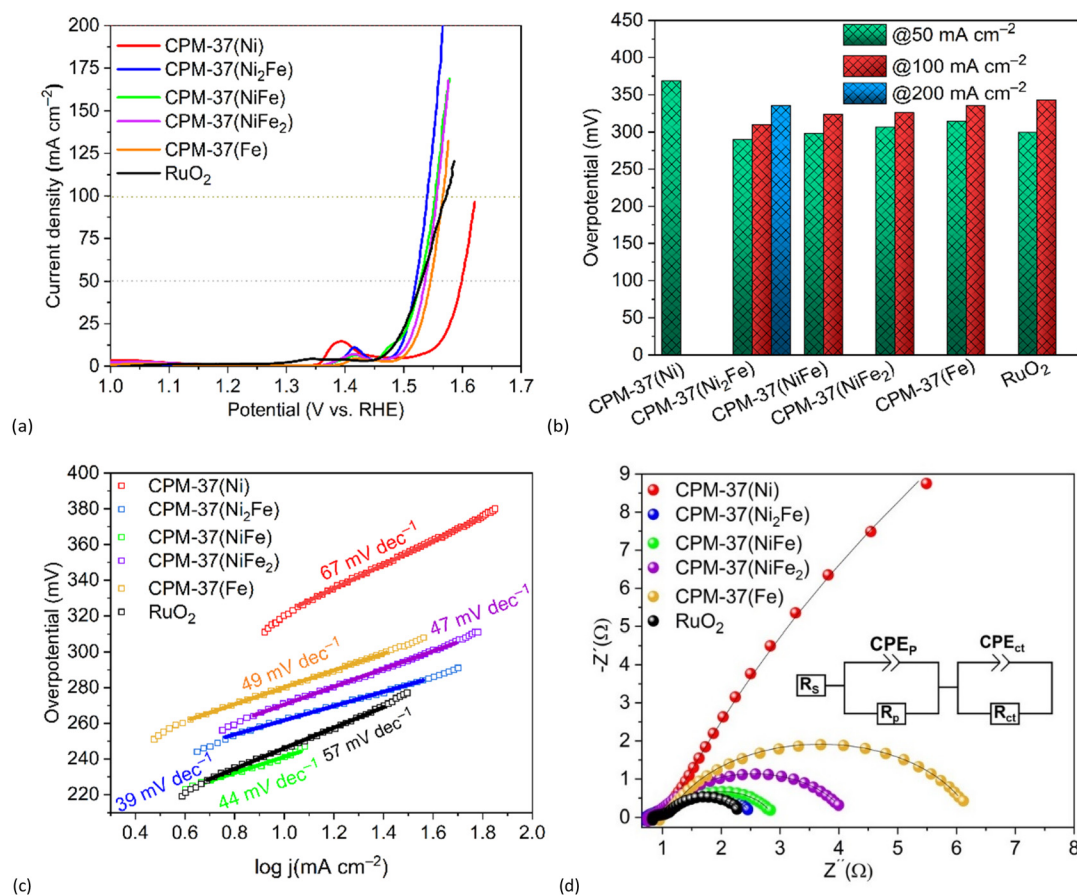 200
175
150
125
100
75
50
25
0
Current density (mA cm⁻²)
CPM-37(Ni)
CPM-37(Ni₂Fe)
CPM-37(NiFe)
CPM-37(NiFe₂)
CPM-37(Fe)
RuO₂
1.0 1.1 1.2 1.3 1.4 1.5 1.6 1.7
Potential (V vs. RHE)
(a)
450
400
350
300
250
200
150
100
50
0
Overpotential (mV)
@50 mA cm⁻²
@100 mA cm⁻²
@200 mA cm⁻²
CPM-37(Ni)
CPM-37(Ni₂Fe)
CPM-37(NiFe)
CPM-37(NiFe₂)
CPM-37(Fe)
RuO₂
(b)
400
380
360
340
320
300
280
260
240
220
Overpotential (mV)
CPM-37(Ni)
CPM-37(Ni₂Fe)
CPM-37(NiFe)
CPM-37(NiFe₂)
CPM-37(Fe)
RuO₂
67 mV dec⁻¹
47 mV dec⁻¹
49 mV dec⁻¹
57 mV dec⁻¹
39 mV dec⁻¹
44 mV dec⁻¹
0.4 0.6 0.8 1.0 1.2 1.4 1.6 1.8 2.0
log j(mA cm⁻²)
(c)
9
8
7
6
5
4
3
2
1
0
-Z′(Ω)
CPM-37(Ni)
CPM-37(Ni₂Fe)
CPM-37(NiFe)
CPM-37(NiFe₂)
CPM-37(Fe)
RuO₂
CPEₚ CPE_ct
R_S
Rₚ R_ct
1 2 3 4 5 6 7 8
Z″(Ω)
(d)